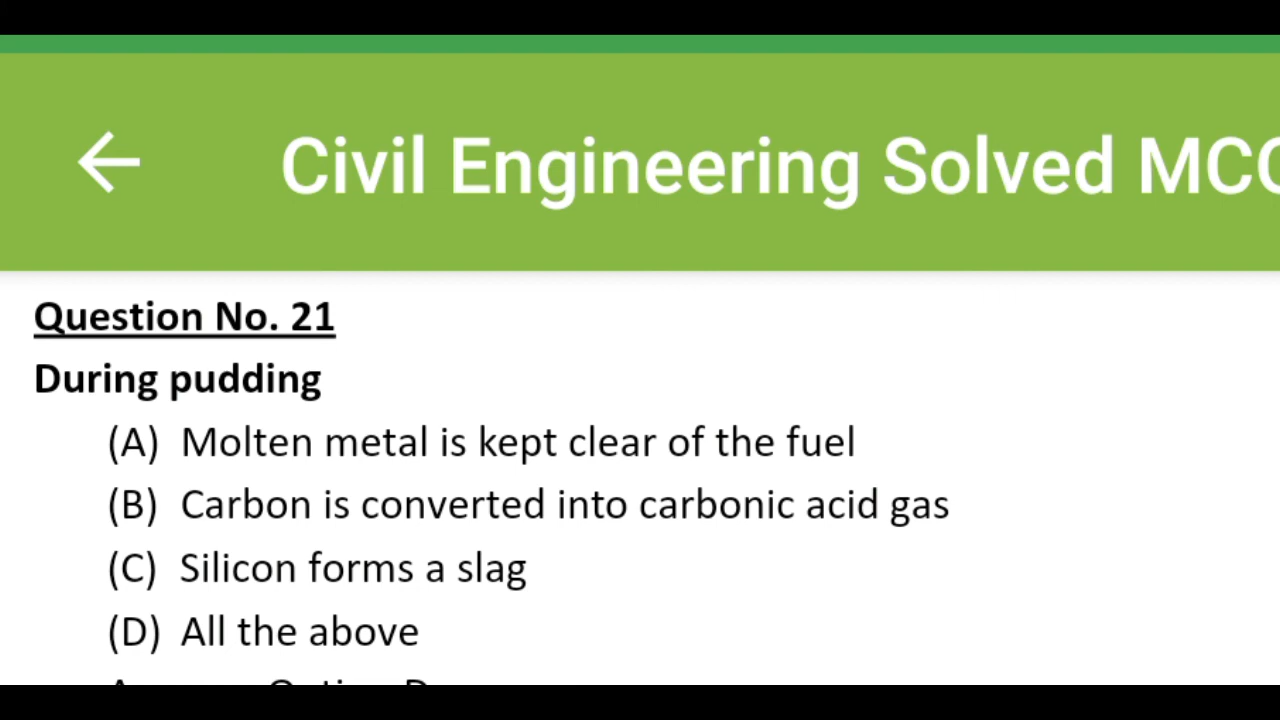 Civil Engineering Solved
Question No. 21
During pudding
(A) Molten metal is kept clear of the fuel
(B) Carbon is converted into carbonic acid gas
(C) Silicon forms a slag
(D) All the above